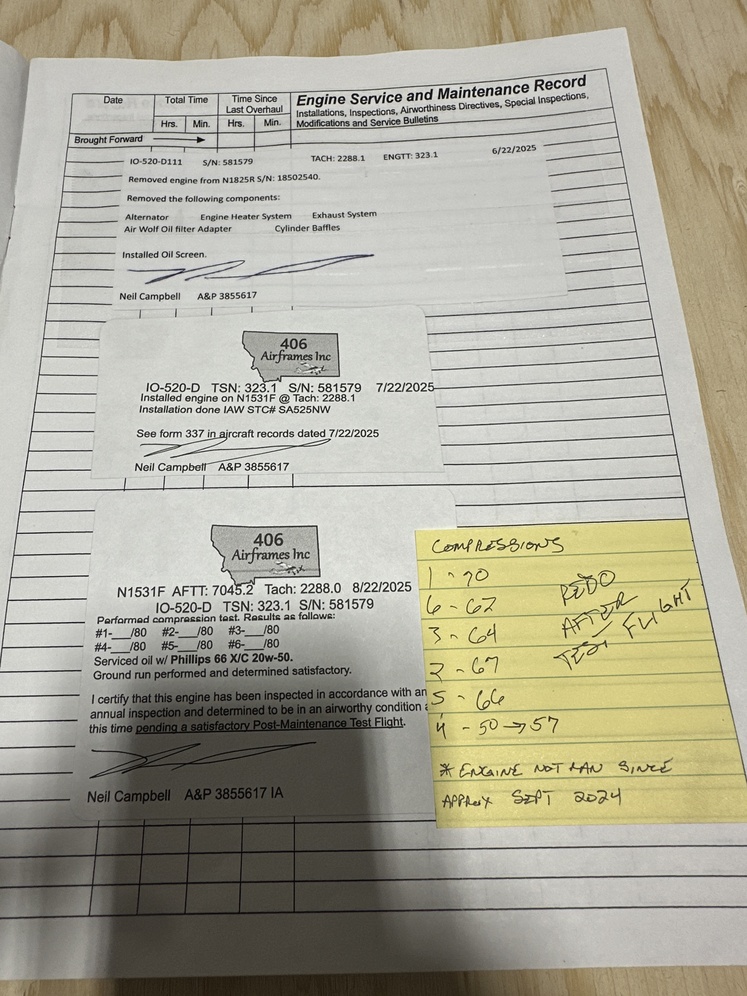 Date
Total Time
Time Since
Last Overhaul
Hrs. Min. Hrs. Min.
Engine Service and Maintenance Record
Installations, Inspections, Airworthiness Directives, Special Inspections,
Modifications and Service Bulletins
Brought Forward
IO-520-D111 S/N: 581579 TACH: 2288.1 ENGTT: 323.1 6/22/2025
Removed engine from N1825R S/N: 18502540.
Removed the following components:
Alternator Engine Heater System Exhaust System
Air Wolf Oil filter Adapter Cylinder Baffles
Installed Oil Screen.
Neil Campbell A&P 3855617
406
Airframes Inc
IO-520-D TSN: 323.1 S/N: 581579 7/22/2025
Installed engine on N1531F @ Tach: 2288.1
Installation done IAW STC# SA525NW
See form 337 in aircraft records dated 7/22/2025
Neil Campbell A&P 3855617
406
Airframes Inc
N1531F AFTT: 7045.2 Tach: 2288.0 8/22/2025
IO-520-D TSN: 323.1 S/N: 581579
Performed compression test. Results as follows:
#1-___/80 #2-___/80 #3-___/80
#4-___/80 #5-___/80 #6-___/80
Serviced oil w/ Phillips 66 X/C 20w-50.
Ground run performed and determined satisfactory.
I certify that this engine has been inspected in accordance with an
annual inspection and determined to be in an airworthy condition
this time pending a satisfactory Post-Maintenance Test Flight.
Neil Campbell A&P 3855617 IA
COMPRESSIONS
1 - 70
6 - 62
3 - 64
2 - 67
5 - 66
4 - 50 → 57
REDO
AFTER
TEST FLIGHT
* ENGINE NOT RAN SINCE
APPROX SEPT 2024